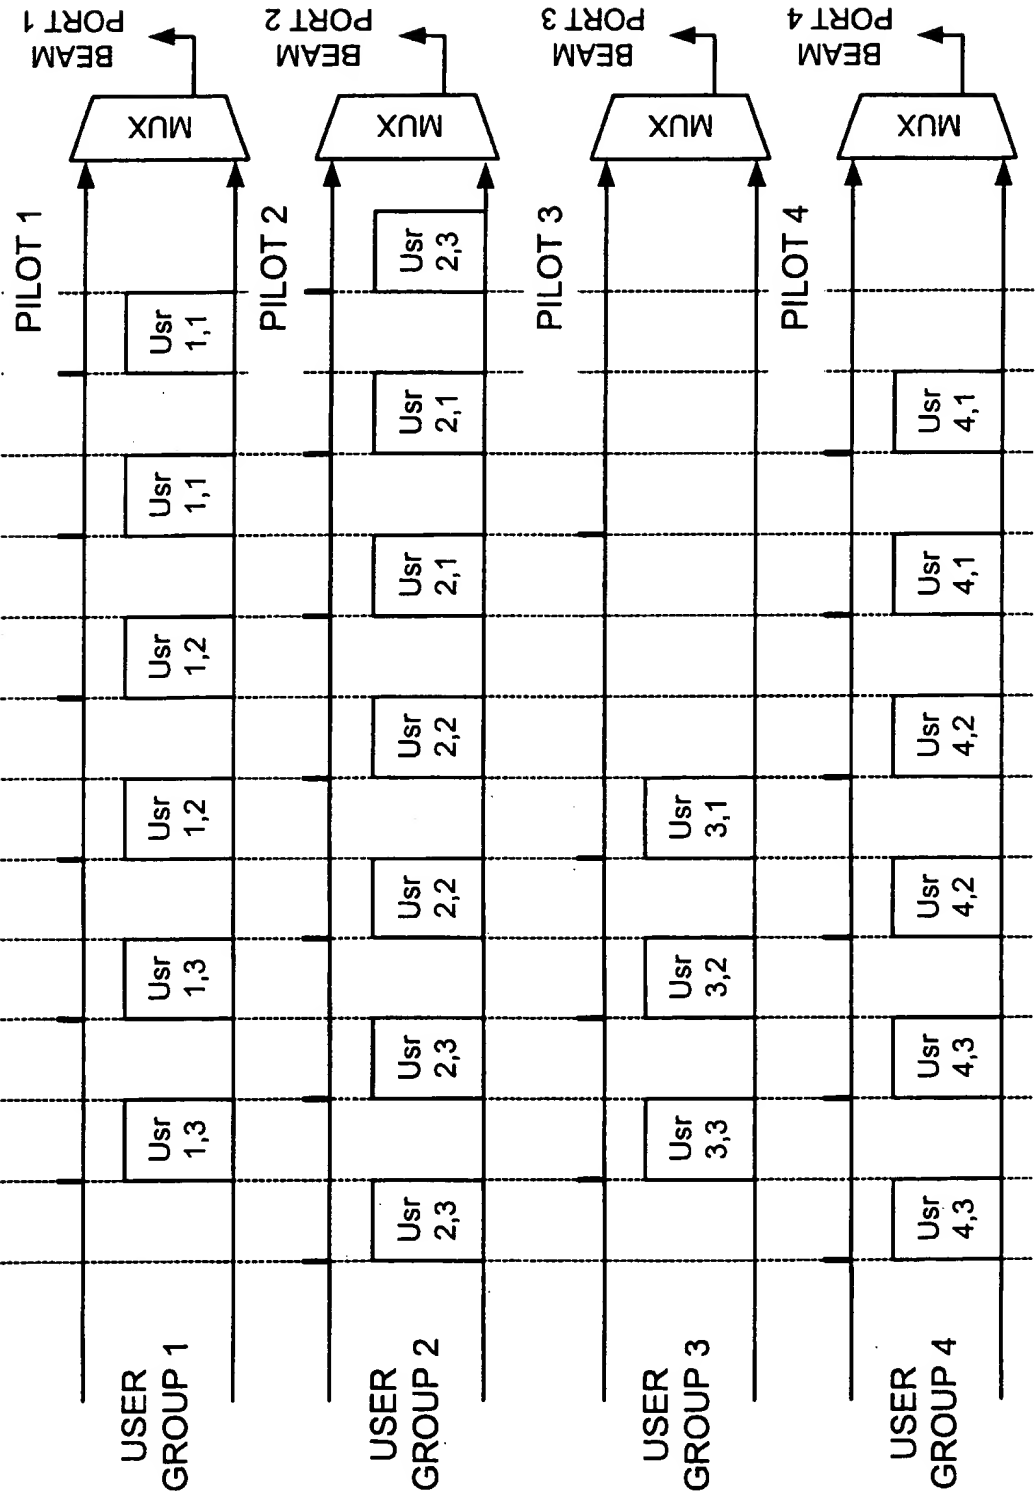 USER
GROUP 1
Usr
1,3
Usr
1,3
Usr
1,2
Usr
1,2
Usr
1,1
Usr
1,1
PILOT 1
MUX
BEAM
PORT 1
USER
GROUP 2
Usr
2,3
Usr
2,3
Usr
2,2
Usr
2,2
Usr
2,1
Usr
2,1
Usr
2,3
PILOT 2
MUX
BEAM
PORT 2
USER
GROUP 3
Usr
3,3
Usr
3,2
Usr
3,1
PILOT 3
MUX
BEAM
PORT 3
USER
GROUP 4
Usr
4,3
Usr
4,3
Usr
4,2
Usr
4,2
Usr
4,1
Usr
4,1
PILOT 4
MUX
BEAM
PORT 4